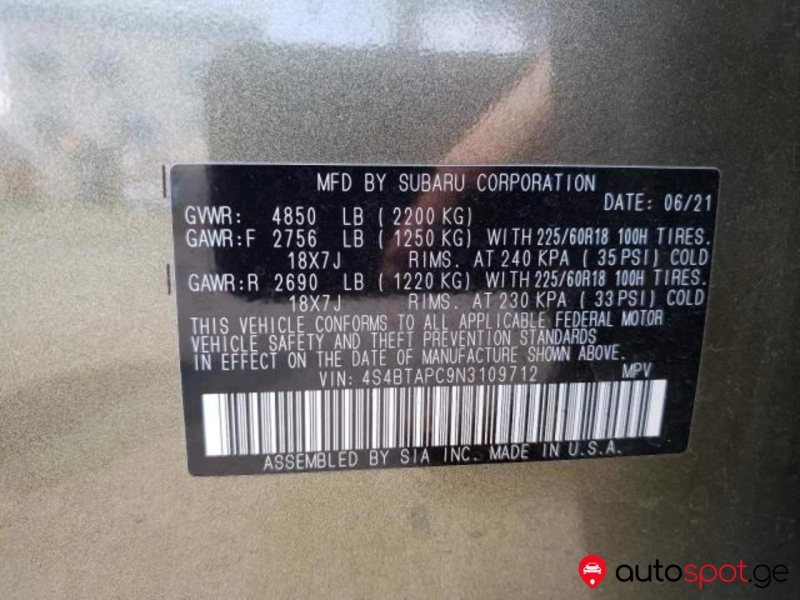 MFD BY SUBARU CORPORATION
DATE: 06/21
GVWR: 4850 LB ( 2200 KG)
GAWR:F 2756 LB ( 1250 KG) WITH 225/60R18 100H TIRES.
18X7J RIMS. AT 240 KPA ( 35 PSI) COLD
GAWR:R 2690 LB ( 1220 KG) WITH 225/60R18 100H TIRES.
18X7J RIMS. AT 230 KPA ( 33 PSI) COLD
THIS VEHICLE CONFORMS TO ALL APPLICABLE FEDERAL MOTOR
VEHICLE SAFETY AND THEFT PREVENTION STANDARDS
IN EFFECT ON THE DATE OF MANUFACTURE SHOWN ABOVE.
VIN: 4S4BTAPC9N3109712 MPV
ASSEMBLED BY SIA INC. MADE IN U.S.A.
autospot.ge